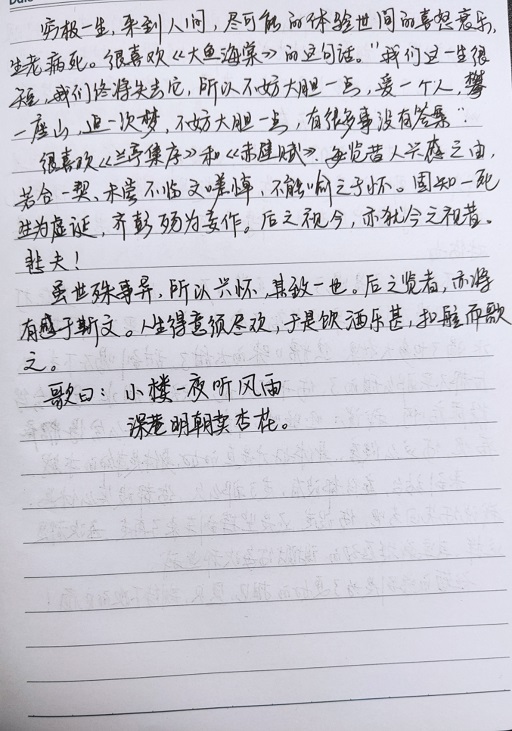 穷极一生，来到人间，尽可能的体验世间的喜怒哀乐，
生老病死。很喜欢《大鱼海棠》的这句话。“我们这一生很
短，我们终将失去它，所以不妨大胆一点，爱一个人，攀
一座山，追一次梦，不妨大胆一点，有很多事没有答案”。
很喜欢《兰亭集序》和《赤壁赋》。每览昔人兴感之由，
若合一契，未尝不临文嗟悼，不能喻之于怀。固知一死
生为虚诞，齐彭殇为妄作。后之视今，亦犹今之视昔。
悲夫！
虽世殊事异，所以兴怀，其致一也。后之览者，亦将
有感于斯文。人生得意须尽欢，于是饮酒乐甚，扣舷而歌
之。
歌曰：小楼一夜听风雨
深巷明朝卖杏花。